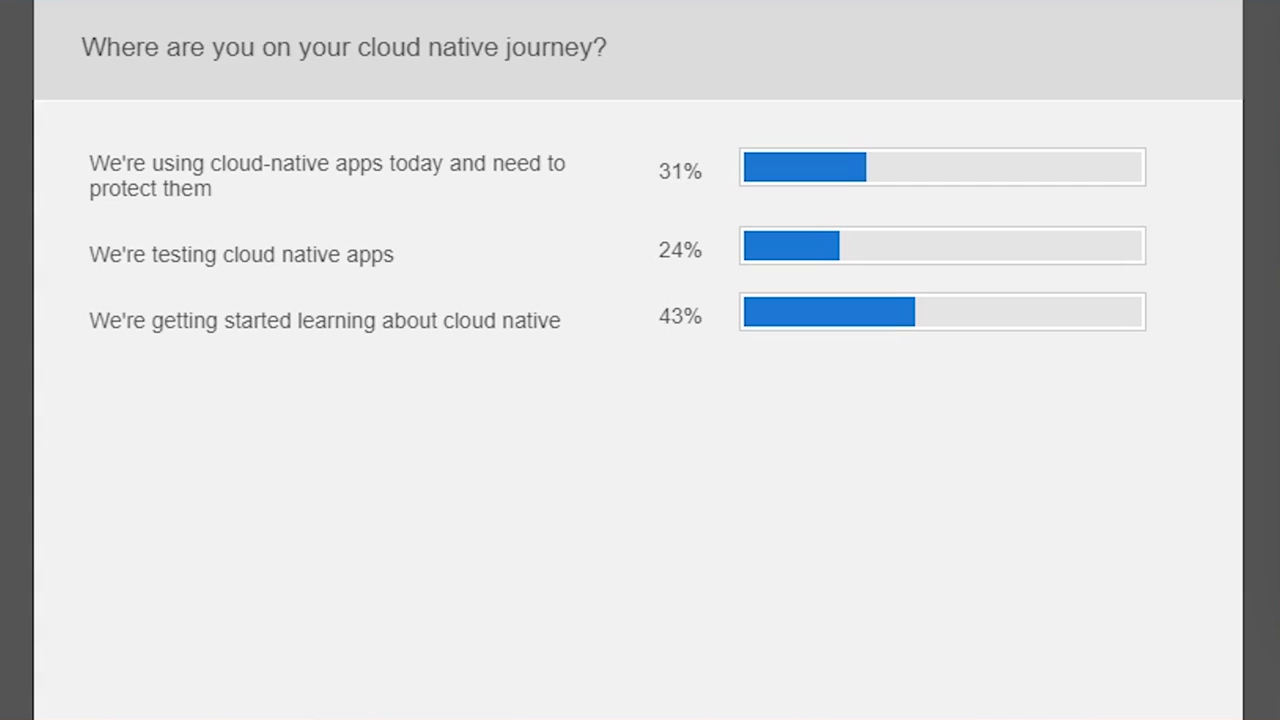 Where are you on your cloud native journey?
We're using cloud-native apps today and need to
protect them
31%
We're testing cloud native apps
24%
We're getting started learning about cloud native
43%